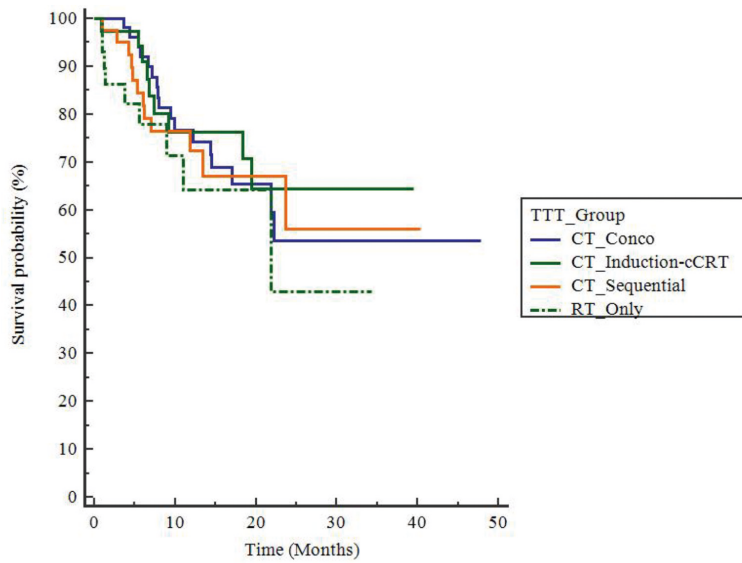 100
90
80
70
60
50
40
30
20
10
0
Survival probability (%)
0 10 20 30 40 50
Time (Months)
TTT_Group
CT_Conco
CT_Induction-cCRT
CT_Sequential
RT_Only